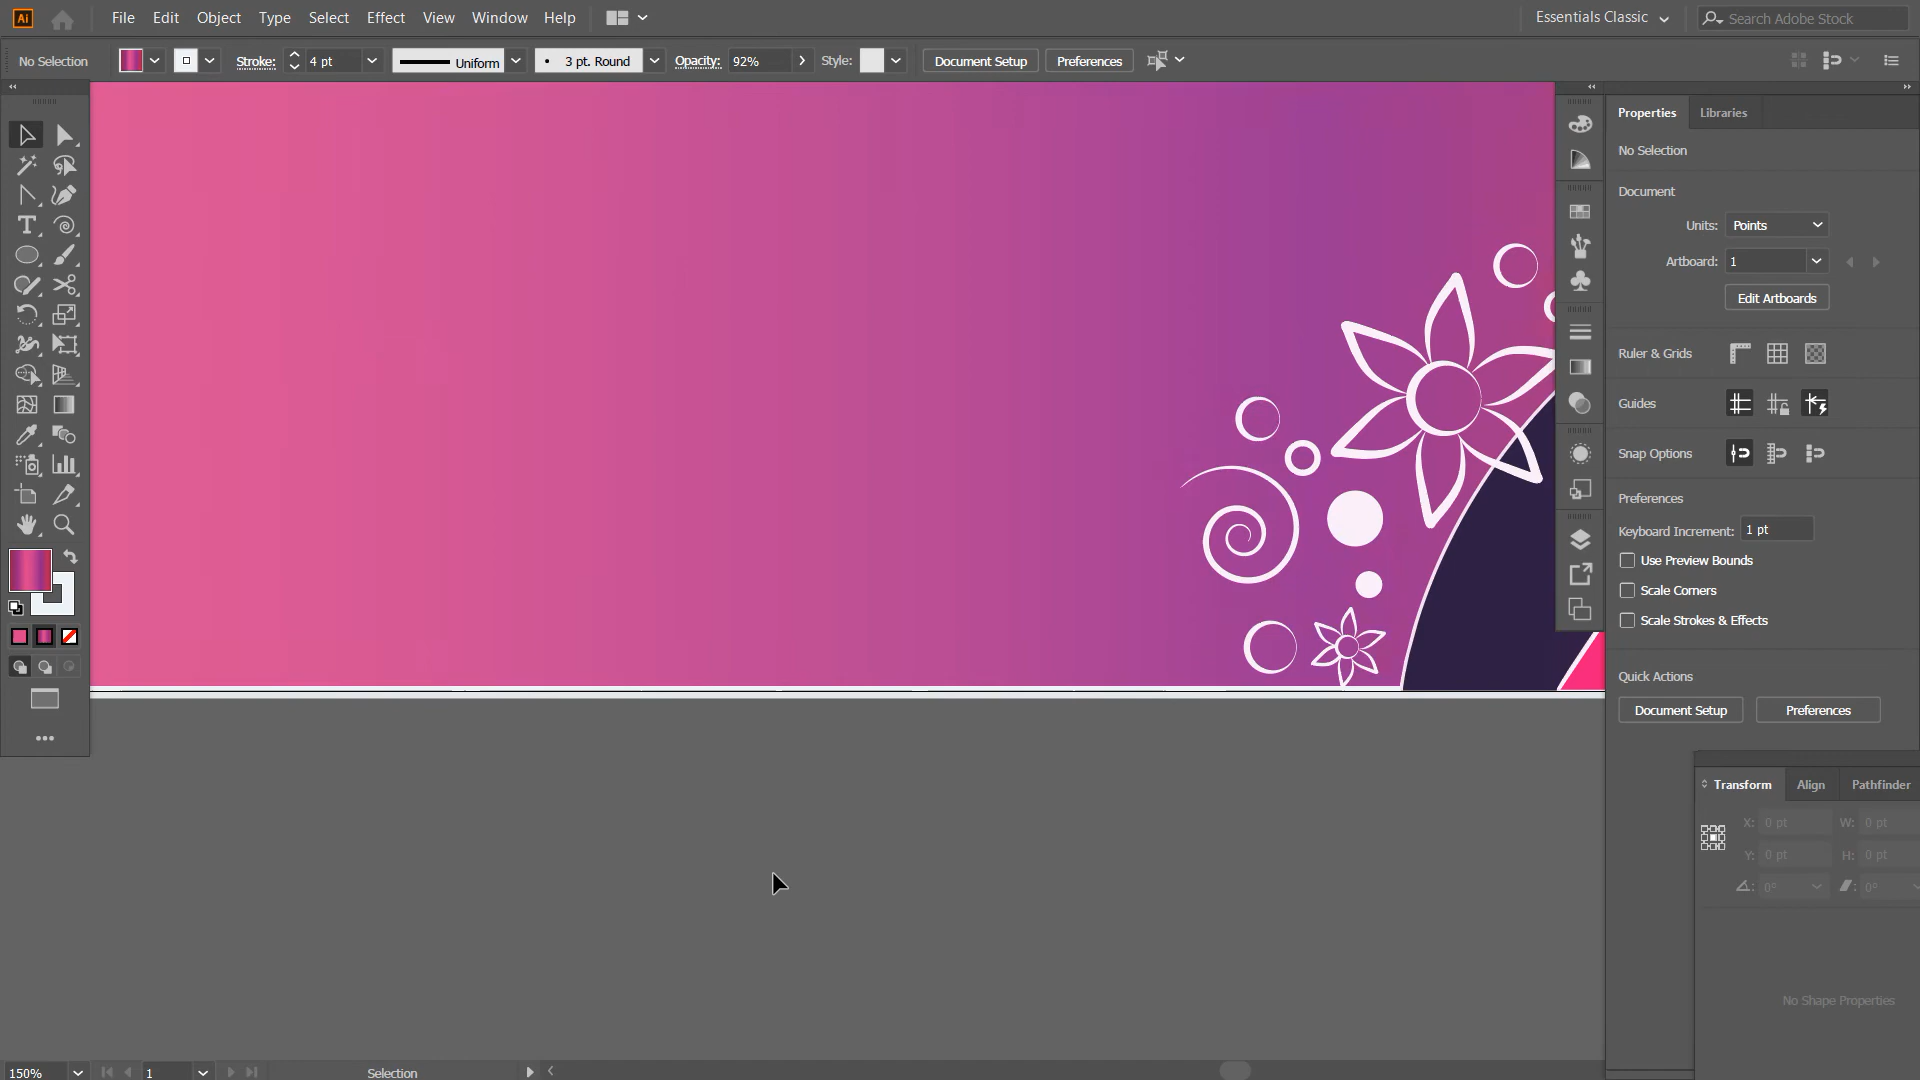 Ai File Edit Object Type Select Effect View Window Help Essentials Classic Search Adobe Stock
No Selection Stroke: 4 pt Uniform 3 pt. Round Opacity: 92% Style: Document Setup Preferences
Properties Libraries
No Selection
Document
Units: Points
Artboard: 1
Edit Artboards
Ruler & Grids
Guides
Snap Options
Preferences
Keyboard Increment: 1 pt
Use Preview Bounds
Scale Corners
Scale Strokes & Effects
Quick Actions
Document Setup Preferences
Transform Align Pathfinder
X: 0 pt W: 0 pt
Y: 0 pt H: 0 pt
0° 0°
No Shape Properties
150% 1 Selection